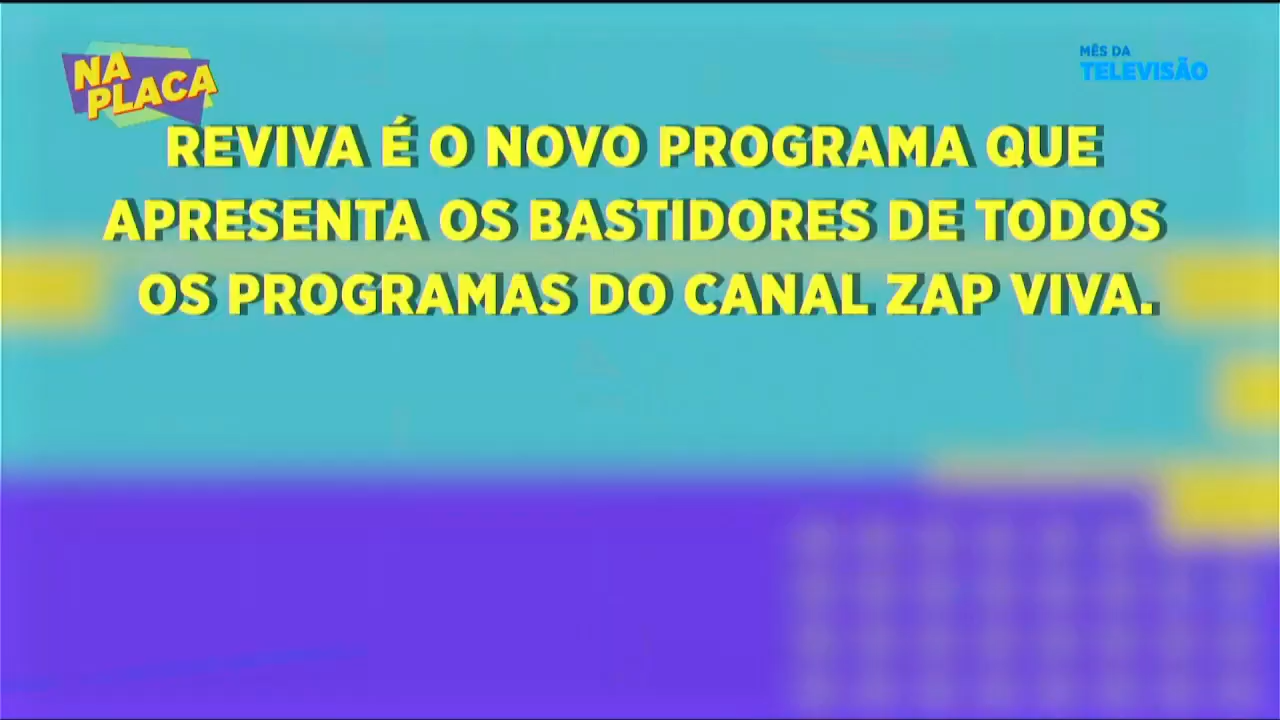 NA
PLACA
MÊS DA
TELEVISÃO
REVIVA É O NOVO PROGRAMA QUE
APRESENTA OS BASTIDORES DE TODOS
OS PROGRAMAS DO CANAL ZAP VIVA.